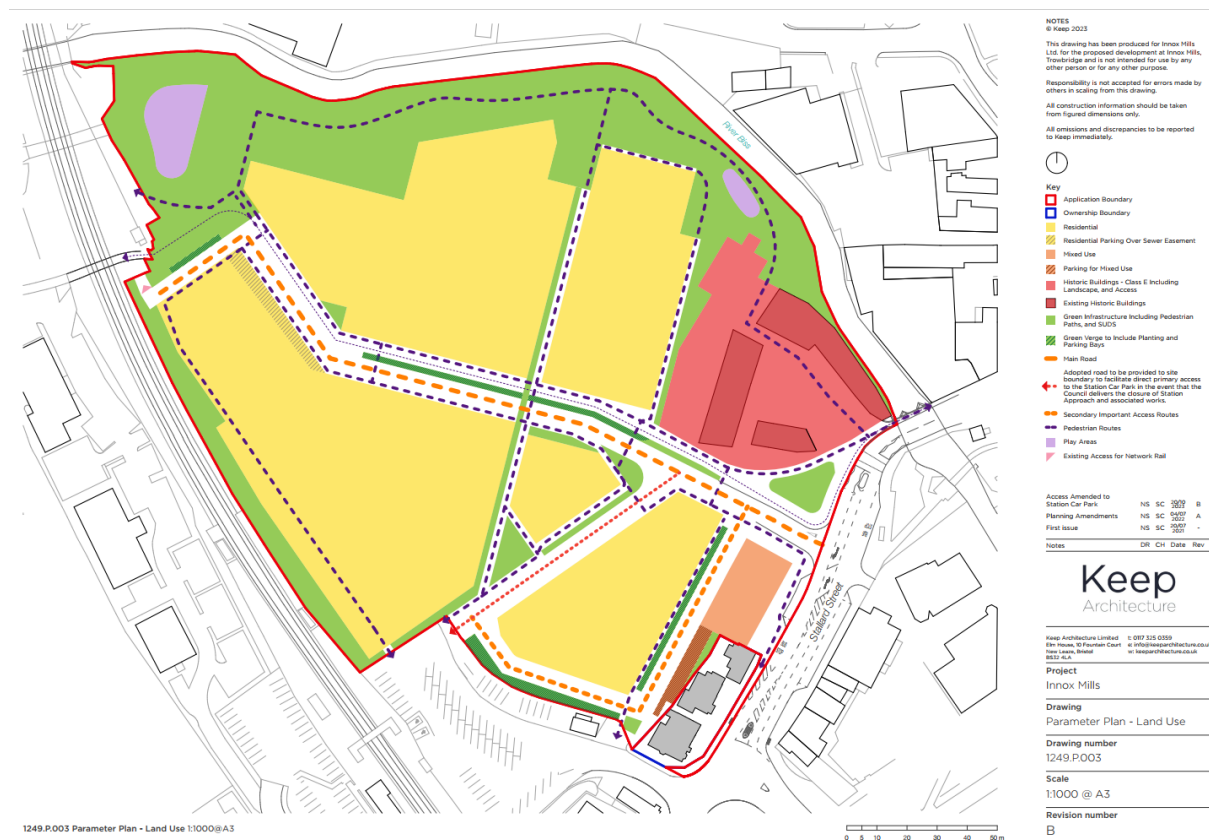 River Biss
Stallard Street
NOTES
© Keep 2023
This drawing has been produced for Innox Mills
Ltd. for the proposed development at Innox Mills,
Trowbridge and is not intended for use by any
other person or for any other purpose.
Responsibility is not accepted for errors made by
others in scaling from this drawing.
All construction information should be taken
from figured dimensions only.
All omissions and discrepancies to be reported
to Keep immediately.
Key
Application Boundary
Ownership Boundary
Residential
Residential Parking Over Sewer Easement
Mixed Use
Parking for Mixed Use
Historic Buildings - Class E Including
Landscape, and Access
Existing Historic Buildings
Green Infrastructure Including Pedestrian
Paths, and SUDS
Green Verge to Include Planting and
Parking Bays
Main Road
Adopted road to be provided to site
boundary to facilitate direct primary access
to the Station Car Park in the event that the
Council delivers the closure of Station
Approach and associated works.
Secondary Important Access Routes
Pedestrian Routes
Play Areas
Existing Access for Network Rail
Access Amended to
Station Car Park NS SC 20/10 2023 B
Planning Amendments NS SC 04/07 2022 A
First issue NS SC 20/07 2021 -
Notes DR CH Date Rev
Keep
Architecture
Keep Architecture Limited t: 0117 325 0359
Elm House, 10 Fountain Court e: info@keeparchitecture.co.uk
New Leaze, Bristol w: keeparchitecture.co.uk
BS32 4LA
Project
Innox Mills
Drawing
Parameter Plan - Land Use
Drawing number
1249.P.003
Scale
1:1000 @ A3
Revision number
B
1249.P.003 Parameter Plan - Land Use 1:1000@A3
0 5 10 20 30 40 50 m